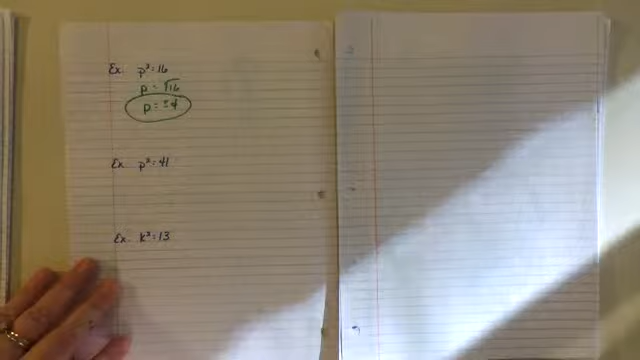 Ex: p² = 16
p = √16
p = ±4
Ex. p² = 41
Ex. k² = 13